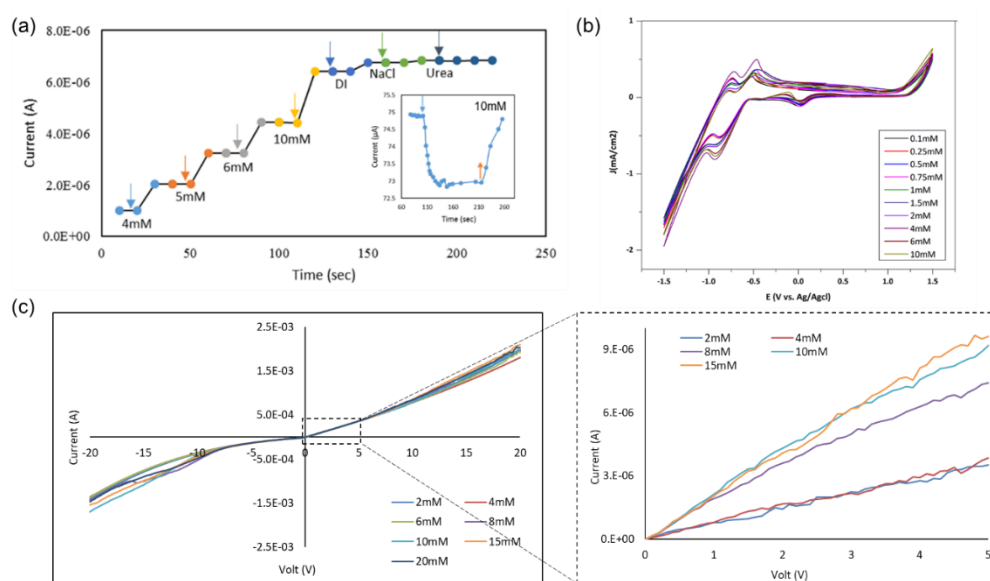 (a)
8.0E-06
6.0E-06
4.0E-06
2.0E-06
0.0E+00
Current (A)
0 50 100 150 200 250
Time (sec)
4mM
5mM
6mM
10mM
DI
NaCl
Urea
10mM
75.5
75
74.5
74
73.5
73
72.5
Current (µA)
60 110 160 210 260
Time (sec)
(b)
1
0
-1
-2
J(mA/cm2)
-1.5 -1.0 -0.5 0.0 0.5 1.0 1.5
E (V vs. Ag/Agcl)
0.1mM
0.25mM
0.5mM
0.75mM
1mM
1.5mM
2mM
4mM
6mM
10mM
(c)
2.5E-03
1.5E-03
5.0E-04
-5.0E-04
-1.5E-03
-2.5E-03
Current (A)
-20 -15 -10 -5 0 5 10 15 20
Volt (V)
2mM 4mM
6mM 8mM
10mM 15mM
20mM
2mM 4mM
8mM 10mM
15mM
9.E-06
6.E-06
3.E-06
0.E+00
Current (A)
0 1 2 3 4 5
Volt (V)